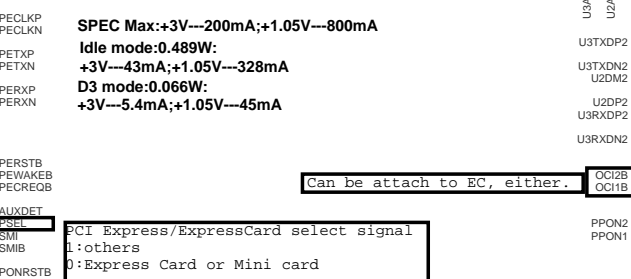 U3A
U2A
PECLKP
PECLKN
SPEC Max:+3V---200mA;+1.05V---800mA
Idle mode:0.489W:
+3V---43mA;+1.05V---328mA
D3 mode:0.066W:
+3V---5.4mA;+1.05V---45mA
PETXP
PETXN
PERXP
PERXN
U3TXDP2
U3TXDN2
U2DM2
U2DP2
U3RXDP2
U3RXDN2
PERSTB
PEWAKEB
PECREQB
Can be attach to EC, either.
OCI2B
OCI1B
AUXDET
PSEL
SMI
SMIB
PCI Express/ExpressCard select signal
1:others
0:Express Card or Mini card
PPON2
PPON1
PONRSTB